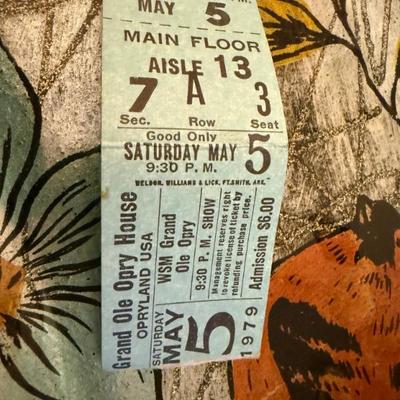 P.M.
MAY 5
MAIN FLOOR
AISLE 13
7 A 3
Sec. Row Seat
Good Only
SATURDAY MAY 5
9:30 P. M.
WELDON, WILLIAMS & LICK, FT. SMITH, ARK.
Grand Ole Opry House
OPRYLAND USA
SATURDAY
MAY
5
1979
WSM Grand
Ole Opry
9:30 P. M. SHOW
Management reserves right
to revoke license of ticket by
refunding purchase price.
Admission $6.00